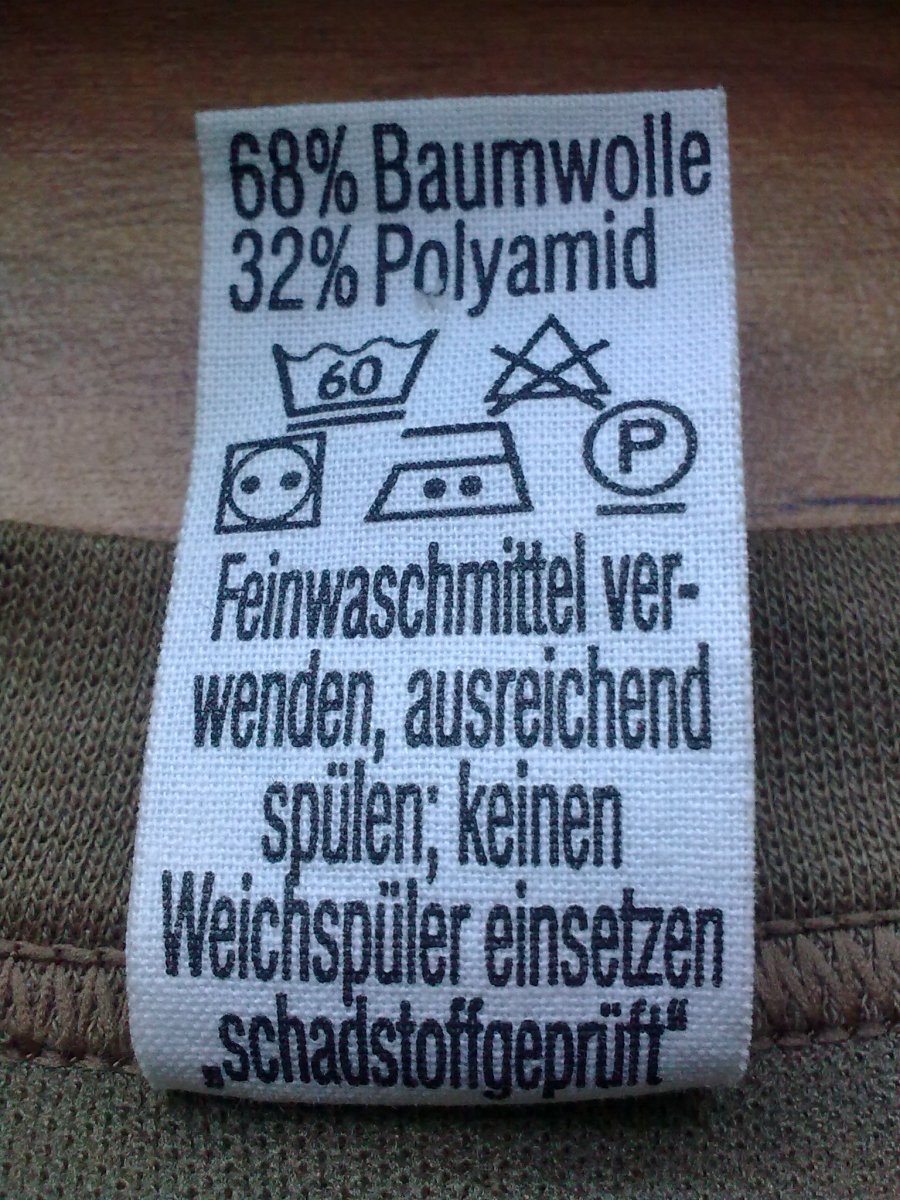 68% Baumwolle
32% Polyamid
60
P
Feinwaschmittel ver-
wenden, ausreichend
spülen; keinen
Weichspüler einsetzen
„schadstoffgeprüft“